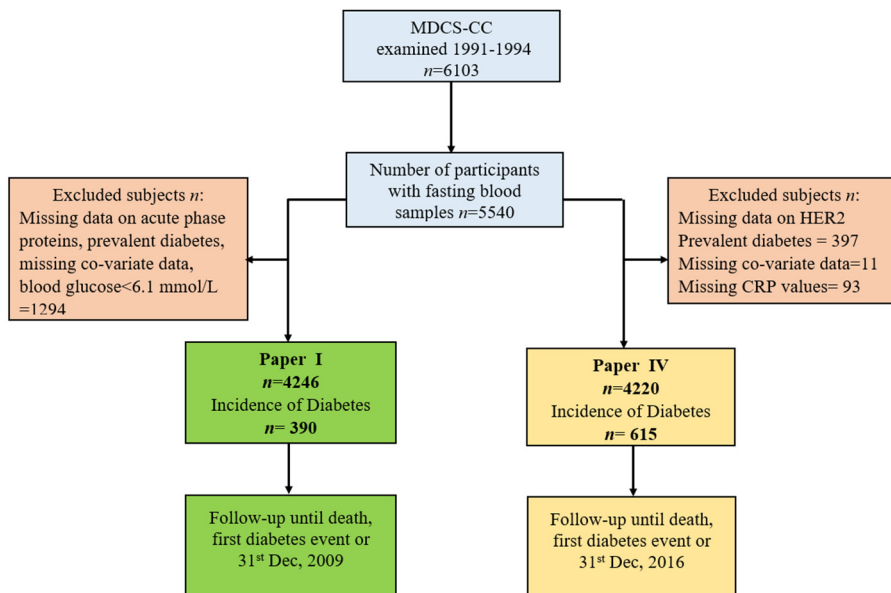 MDCS-CC
examined 1991-1994
n=6103
Number of participants
with fasting blood
samples n=5540
Excluded subjects n:
Missing data on acute phase
proteins, prevalent diabetes,
missing co-variate data,
blood glucose<6.1 mmol/L
=1294
Excluded subjects n:
Missing data on HER2
Prevalent diabetes = 397
Missing co-variate data=11
Missing CRP values= 93
Paper I
n=4246
Incidence of Diabetes
n= 390
Paper IV
n=4220
Incidence of Diabetes
n= 615
Follow-up until death,
first diabetes event or
31st Dec, 2009
Follow-up until death,
first diabetes event or
31st Dec, 2016